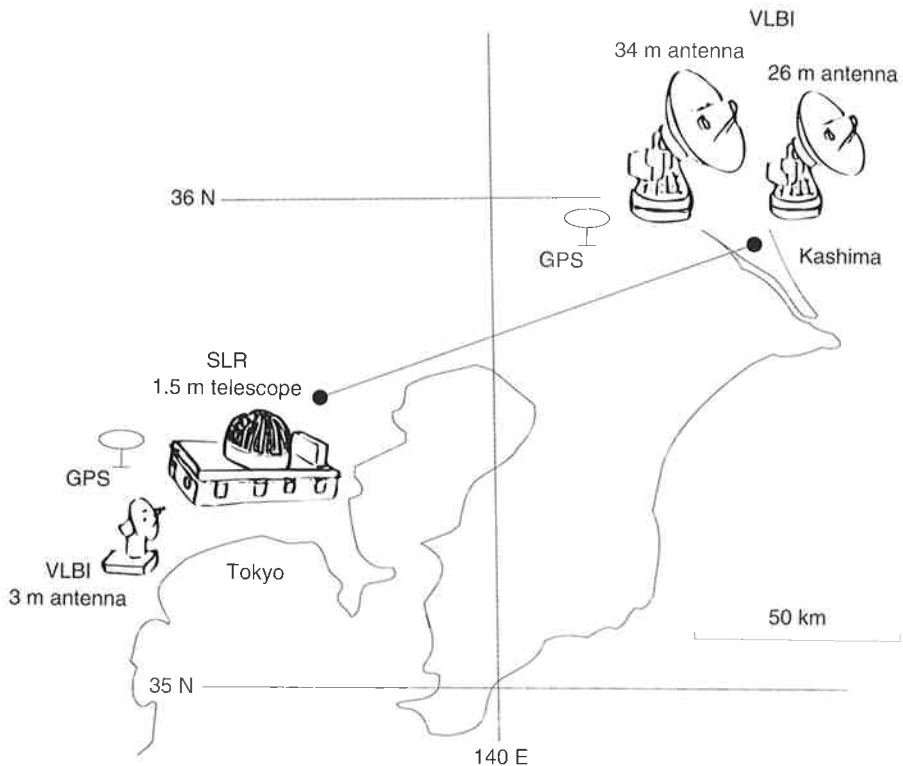 VLBI
34 m antenna
26 m antenna
36 N
GPS
Kashima
SLR
1.5 m telescope
GPS
VLBI
3 m antenna
Tokyo
50 km
35 N
140 E